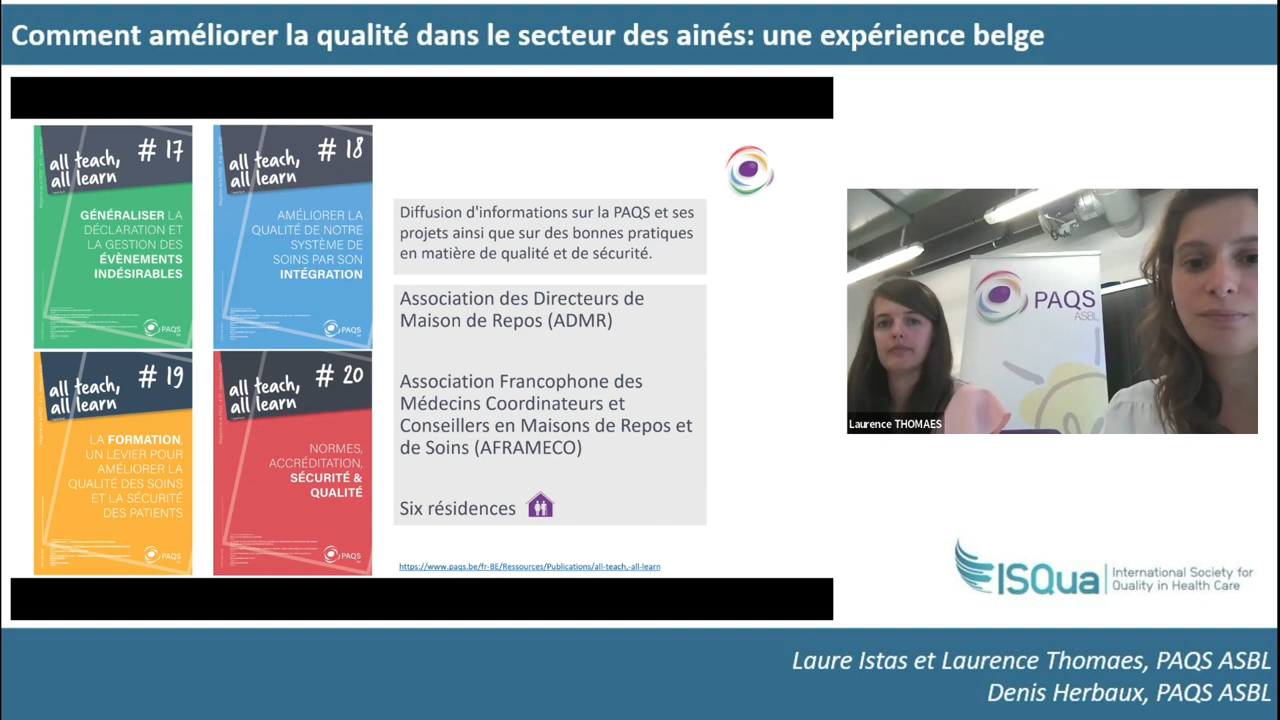 Comment améliorer la qualité dans le secteur des ainés: une expérience belge
all teach,
all learn
# 17
GÉNÉRALISER LA
DÉCLARATION ET
LA GESTION DES
ÉVÈNEMENTS
INDÉSIRABLES
PAQS
all teach,
all learn
# 18
AMÉLIORER LA
QUALITÉ DE NOTRE
SYSTÈME DE
SOINS PAR SON
INTÉGRATION
PAQS
all teach,
all learn
# 19
LA FORMATION,
UN LEVIER POUR
AMÉLIORER LA
QUALITÉ DES SOINS
ET LA SÉCURITÉ
DES PATIENTS
PAQS
all teach,
all learn
# 20
NORMES,
ACCRÉDITATION,
SÉCURITÉ &
QUALITÉ
PAQS
Diffusion d'informations sur la PAQS et ses
projets ainsi que sur des bonnes pratiques
en matière de qualité et de sécurité.
Association des Directeurs de
Maison de Repos (ADMR)
Association Francophone des
Médecins Coordinateurs et
Conseillers en Maisons de Repos et
de Soins (AFRAMECO)
Six résidences
https://www.paqs.be/fr-BE/Ressources/Publications/all-teach,-all-learn
PAQS
ASBL
Laurence THOMAES
ISQua
International Society for
Quality in Health Care
Laure Istas et Laurence Thomaes, PAQS ASBL
Denis Herbaux, PAQS ASBL